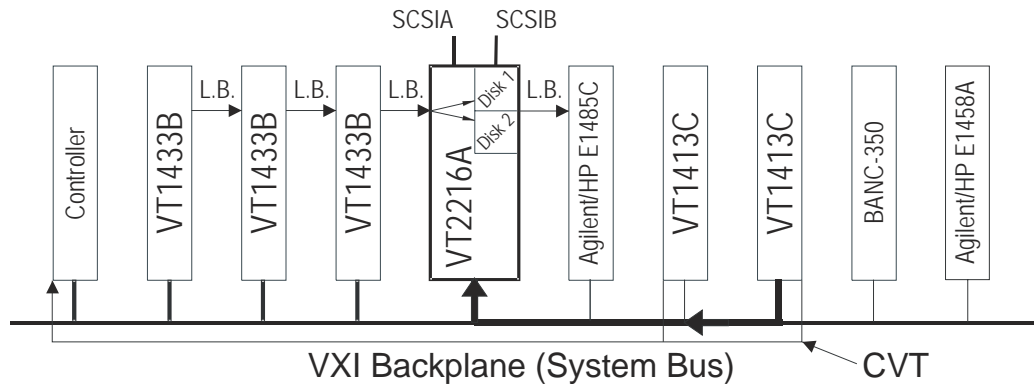 SCSIA SCSIB
L.B. L.B. L.B. L.B.
Controller
VT1433B
VT1433B
VT1433B
VT2216A
Disk 1
Disk 2
Agilent/HP E1485C
VT1413C
VT1413C
BANC-350
Agilent/HP E1458A
VXI Backplane (System Bus)
CVT